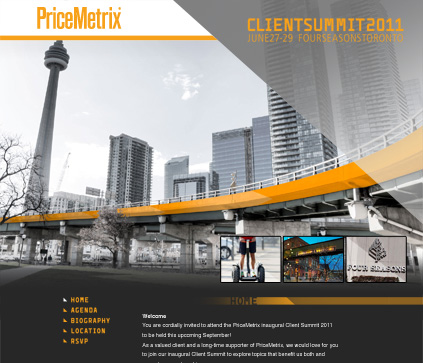 PriceMetrix
CLIENTSUMMIT2011
JUNE27-29 FOURSEASONSTORONTO
FOUR SEASONS
HOME
HOME
AGENDA
BIOGRAPHY
LOCATION
RSVP
Welcome
You are cordially invited to attend the PriceMetrix inaugural Client Summit 2011
to be held this upcoming September!
As a valued client and a long-time supporter of PriceMetrix, we would love for you
to join our inaugural Client Summit to explore topics that benefit us both and